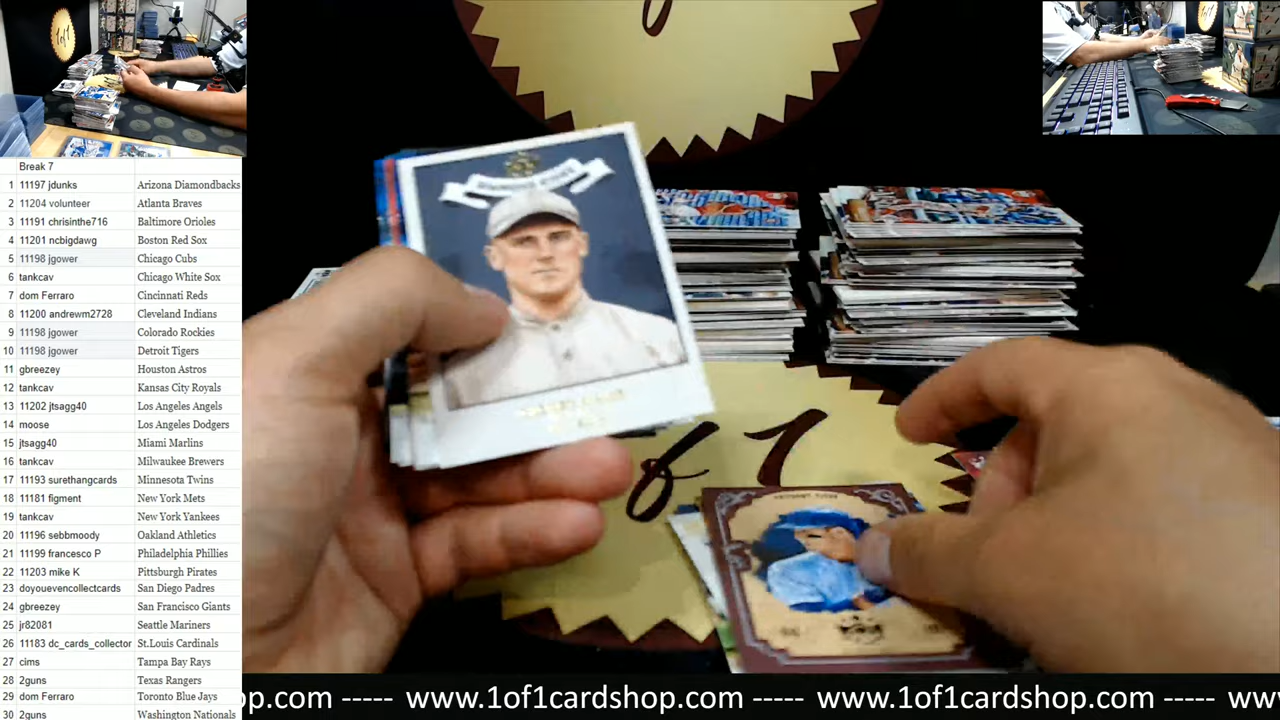 Break 7
1 11197 jdunks Arizona Diamondbacks
2 11204 volunteer Atlanta Braves
3 11191 chrisinthe716 Baltimore Orioles
4 11201 ncbigdawg Boston Red Sox
5 11198 jgower Chicago Cubs
6 tankcav Chicago White Sox
7 dom Ferraro Cincinnati Reds
8 11200 andrewm2728 Cleveland Indians
9 11198 jgower Colorado Rockies
10 11198 jgower Detroit Tigers
11 gbreezey Houston Astros
12 tankcav Kansas City Royals
13 11202 jtsagg40 Los Angeles Angels
14 moose Los Angeles Dodgers
15 jtsagg40 Miami Marlins
16 tankcav Milwaukee Brewers
17 11193 surethangcards Minnesota Twins
18 11181 figment New York Mets
19 tankcav New York Yankees
20 11196 sebbmoody Oakland Athletics
21 11199 francesco P Philadelphia Phillies
22 11203 mike K Pittsburgh Pirates
23 doyouevencollectcards San Diego Padres
24 gbreezey San Francisco Giants
25 jr82081 Seattle Mariners
26 11183 dc_cards_collector St.Louis Cardinals
27 cims Tampa Bay Rays
28 2guns Texas Rangers
29 dom Ferraro Toronto Blue Jays
30 2guns Washington Nationals
of 1
op.com ----- www.1of1cardshop.com ----- www.1of1cardshop.com ----- ww